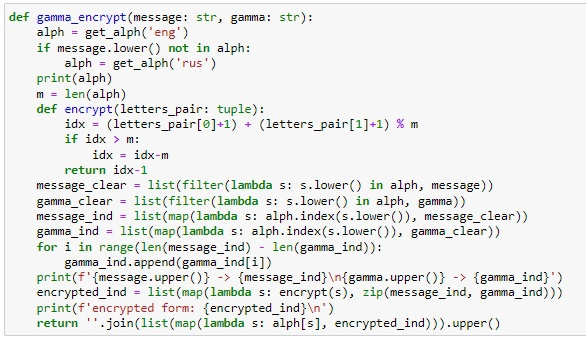 def gamma_encrypt(message: str, gamma: str):
    alph = get_alph('eng')
    if message.lower() not in alph:
        alph = get_alph('rus')
    print(alph)
    m = len(alph)
    def encrypt(letters_pair: tuple):
        idx = (letters_pair[0]+1) + (letters_pair[1]+1) % m
        if idx > m:
            idx = idx-m
        return idx-1
    message_clear = list(filter(lambda s: s.lower() in alph, message))
    gamma_clear = list(filter(lambda s: s.lower() in alph, gamma))
    message_ind = list(map(lambda s: alph.index(s.lower()), message_clear))
    gamma_ind = list(map(lambda s: alph.index(s.lower()), gamma_clear))
    for i in range(len(message_ind) - len(gamma_ind)):
        gamma_ind.append(gamma_ind[i])
    print(f'{message.upper()} -> {message_ind}\n{gamma.upper()} -> {gamma_ind}')
    encrypted_ind = list(map(lambda s: encrypt(s), zip(message_ind, gamma_ind)))
    print(f'encrypted form: {encrypted_ind}\n')
    return ''.join(list(map(lambda s: alph[s], encrypted_ind))).upper()